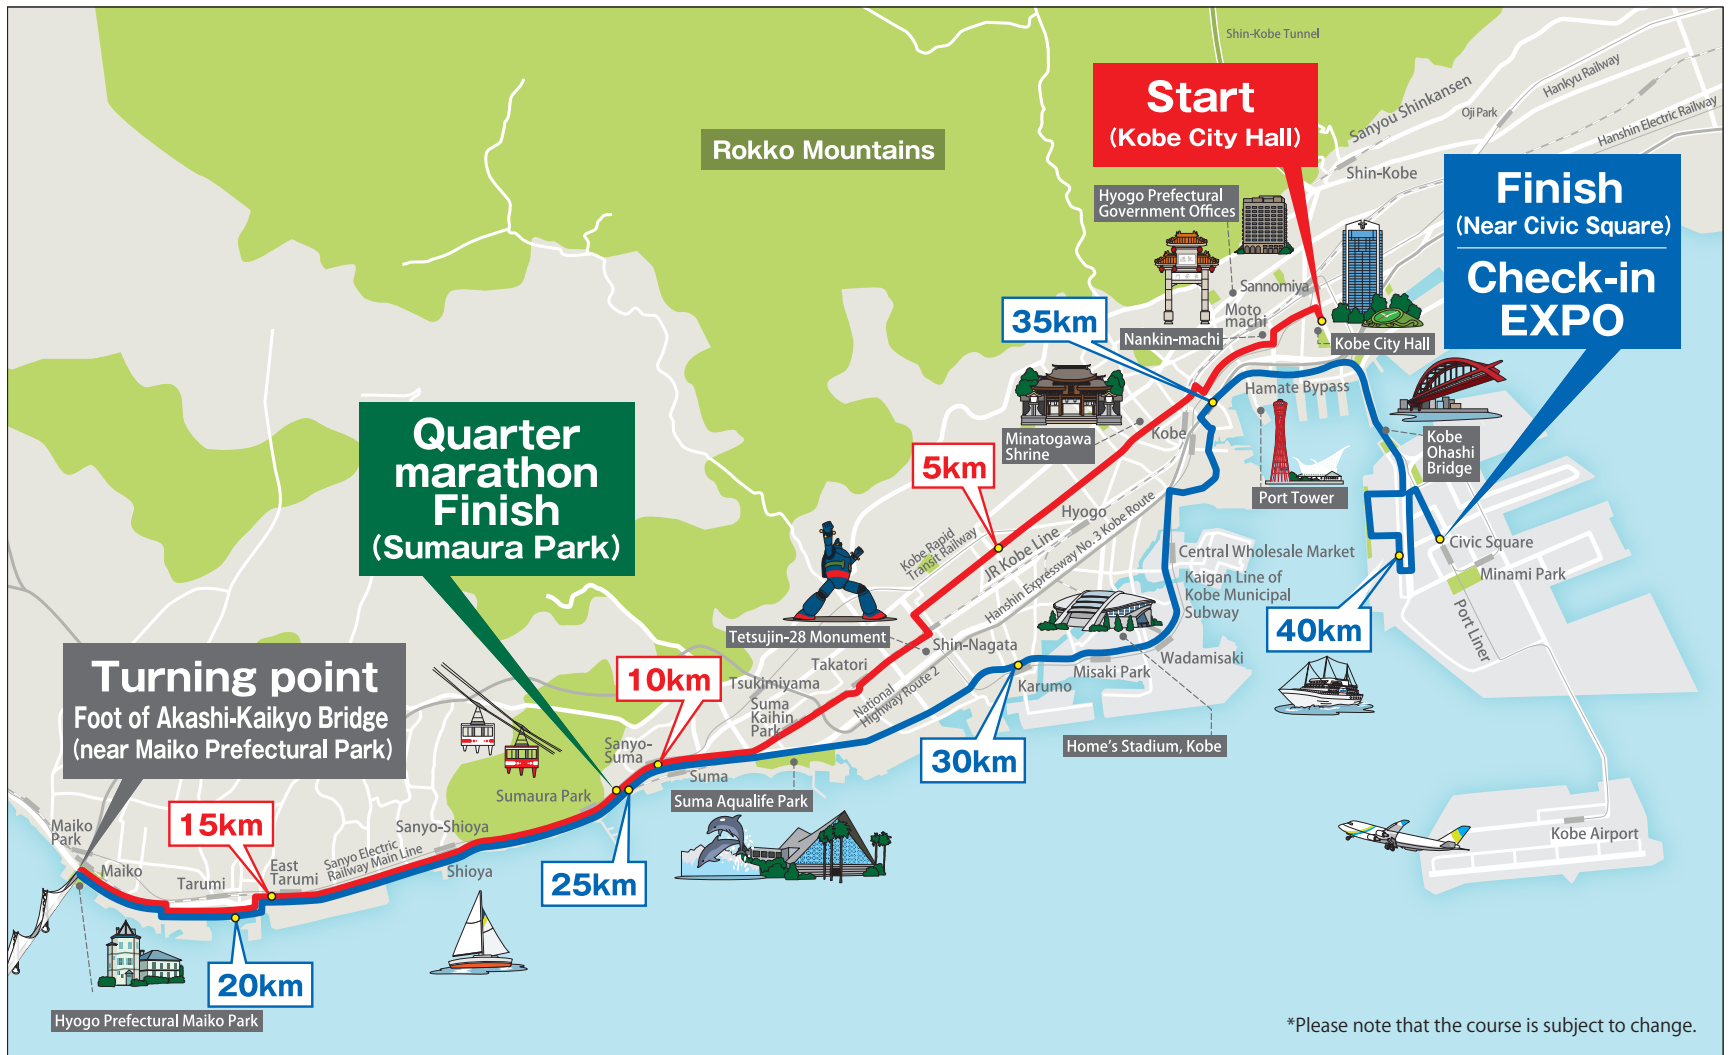 Shin-Kobe Tunnel
Start
(Kobe City Hall)
Sanyou Shinkansen
Oji Park
Hankyu Railway
Hanshin Electric Railway
Shin-Kobe
Rokko Mountains
Finish
(Near Civic Square)
Check-in
EXPO
Hyogo Prefectural
Government Offices
Sannomiya
Moto
machi
Nankin-machi
Kobe City Hall
35km
Hamate Bypass
Minatogawa
Shrine
Kobe
Kobe
Ohashi
Bridge
Port Tower
Quarter
marathon
Finish
(Sumaura Park)
5km
Hyogo
Kobe Rapid
Transit Railway
JR Kobe Line
Hanshin Expressway No. 3 Kobe Route
Central Wholesale Market
Kaigan Line of
Kobe Municipal
Subway
Civic Square
Minami Park
Port Liner
40km
Tetsujin-28 Monument
Shin-Nagata
Takatori
Tsukimiyama
Suma
Kaihin
Park
National
Highway Route 2
Karumo
Misaki Park
Wadamisaki
Home's Stadium, Kobe
30km
Turning point
Foot of Akashi-Kaikyo Bridge
(near Maiko Prefectural Park)
10km
Sanyo-
Suma
Suma
Sumaura Park
Suma Aqualife Park
15km
Maiko
Park
Maiko
Tarumi
East
Tarumi
Sanyo Electric
Railway Main Line
Sanyo-Shioya
Shioya
25km
20km
Hyogo Prefectural Maiko Park
Kobe Airport
*Please note that the course is subject to change.